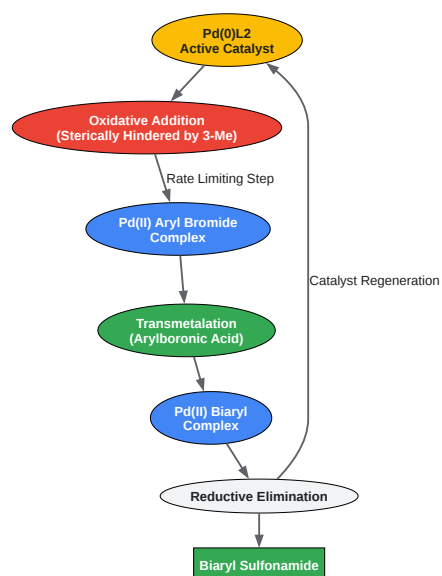 Pd(0)L2
Active Catalyst
Oxidative Addition
(Sterically Hindered by 3-Me)
Rate Limiting Step
Pd(II) Aryl Bromide
Complex
Catalyst Regeneration
Transmetalation
(Arylboronic Acid)
Pd(II) Biaryl
Complex
Reductive Elimination
Biaryl Sulfonamide